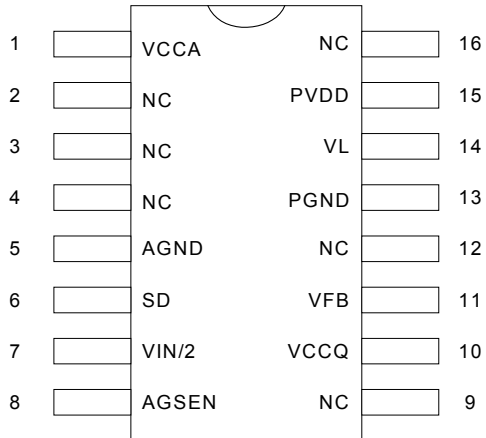 1 VCCA NC 16
2 NC PVDD 15
3 NC VL 14
4 NC PGND 13
5 AGND NC 12
6 SD VFB 11
7 VIN/2 VCCQ 10
8 AGSEN NC 9